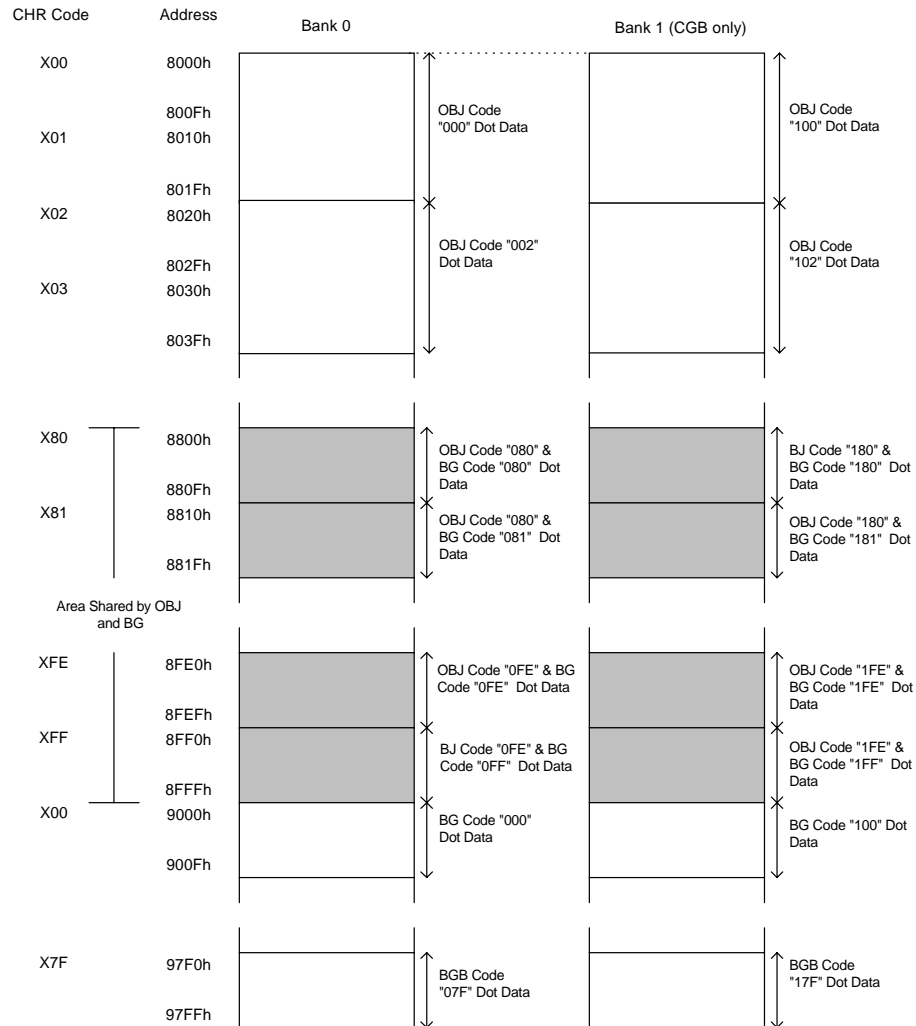 CHR Code
Address
Bank 0
Bank 1 (CGB only)
X00
8000h
800Fh
X01
8010h
801Fh
OBJ Code
"000" Dot Data
OBJ Code
"100" Dot Data
X02
8020h
802Fh
X03
8030h
803Fh
OBJ Code "002"
Dot Data
OBJ Code
"102" Dot Data
X80
8800h
880Fh
OBJ Code "080" &
BG Code "080" Dot
Data
BJ Code "180" &
BG Code "180" Dot
Data
X81
8810h
881Fh
OBJ Code "080" &
BG Code "081" Dot
Data
OBJ Code "180" &
BG Code "181" Dot
Data
Area Shared by OBJ
and BG
XFE
8FE0h
8FEFh
OBJ Code "0FE" & BG
Code "0FE" Dot Data
OBJ Code "1FE" &
BG Code "1FE" Dot
Data
XFF
8FF0h
8FFFh
BJ Code "0FE" & BG
Code "0FF" Dot Data
OBJ Code "1FE" &
BG Code "1FF" Dot
Data
X00
9000h
900Fh
BG Code "000"
Dot Data
BG Code "100" Dot
Data
X7F
97F0h
97FFh
BGB Code
"07F" Dot Data
BGB Code
"17F" Dot Data